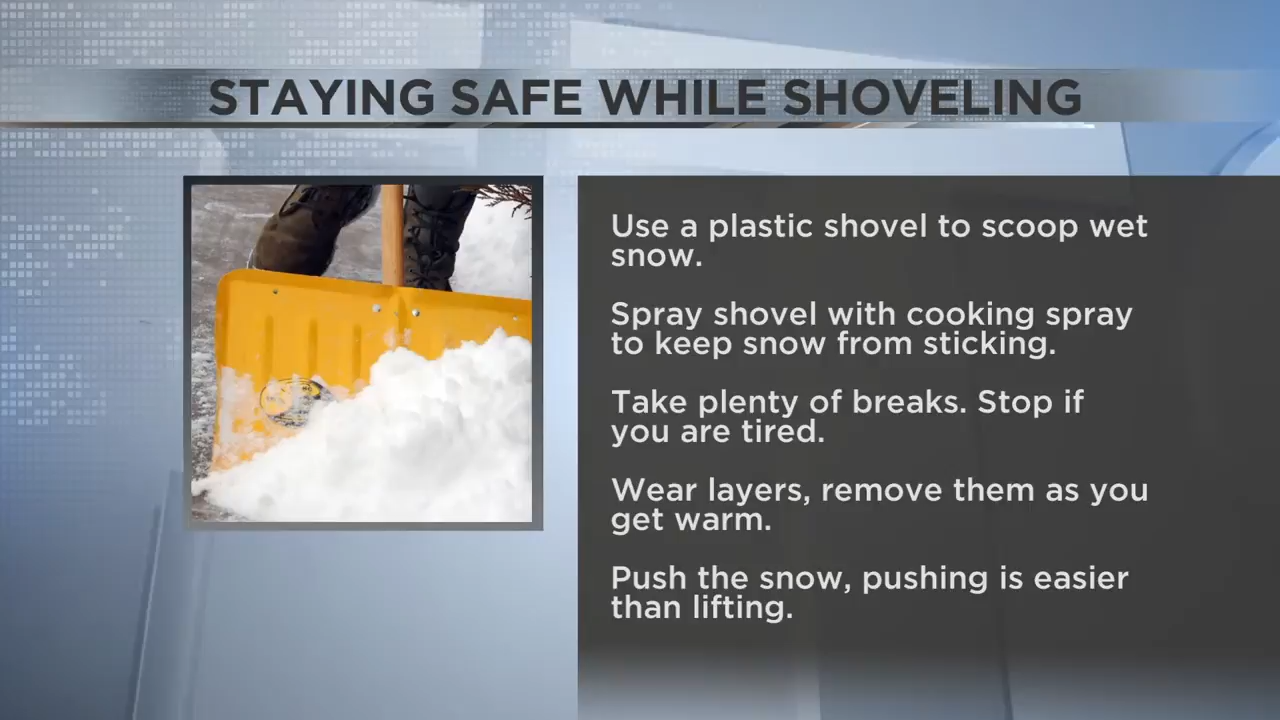 STAYING SAFE WHILE SHOVELING
Use a plastic shovel to scoop wet
snow.
Spray shovel with cooking spray
to keep snow from sticking.
Take plenty of breaks. Stop if
you are tired.
Wear layers, remove them as you
get warm.
Push the snow, pushing is easier
than lifting.